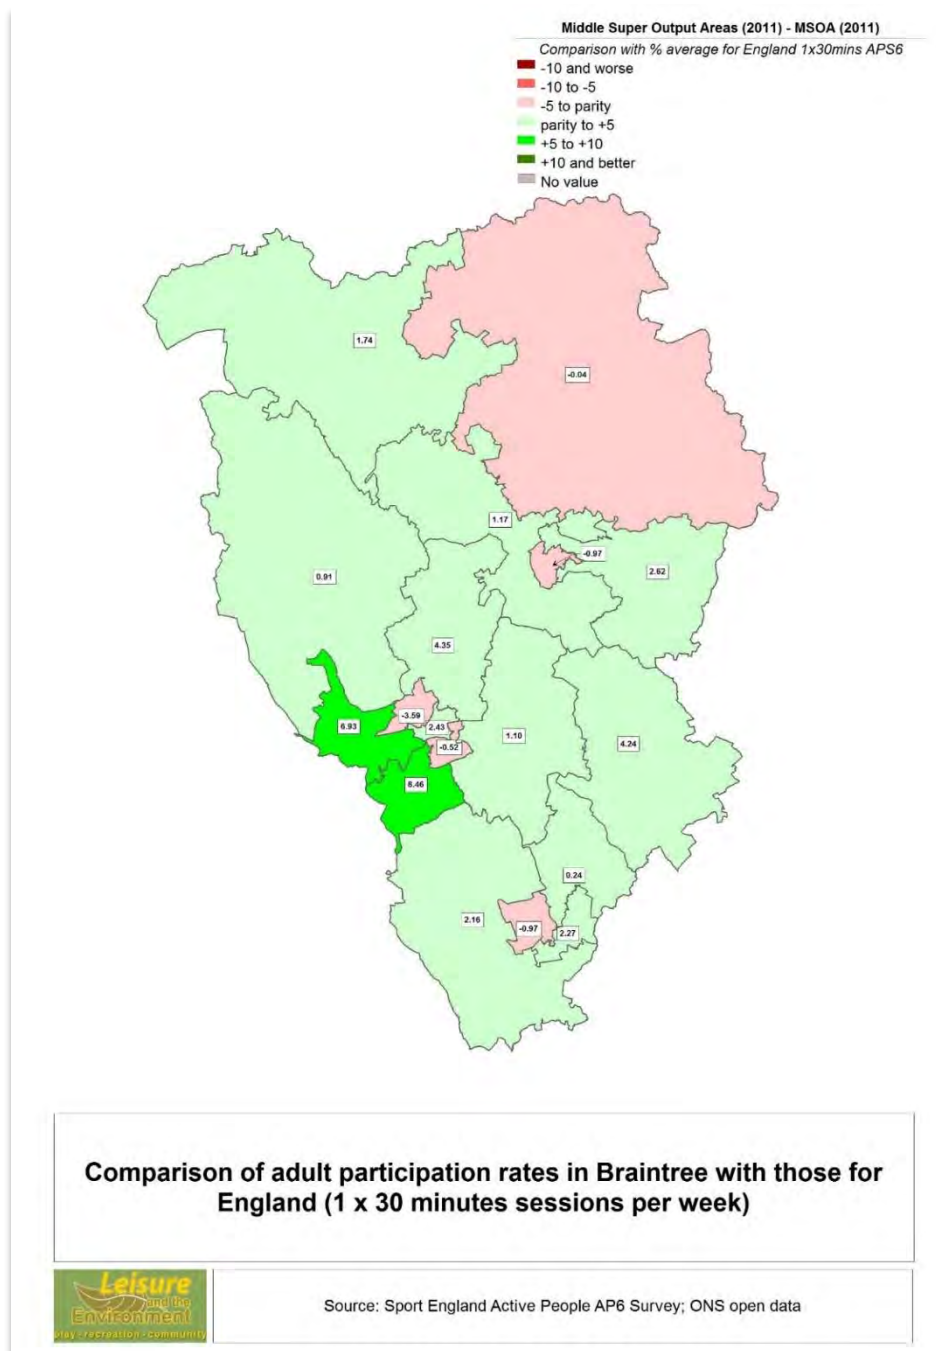 Middle Super Output Areas (2011) - MSOA (2011)
Comparison with % average for England 1x30mins APS6
-10 and worse
-10 to -5
-5 to parity
parity to +5
+5 to +10
+10 and better
No value
1.74
-0.04
1.17
-0.97
2.62
0.91
4.35
-3.59
6.93
2.43
1.10
-0.52
4.24
8.46
0.24
2.16
-0.97
2.27
Comparison of adult participation rates in Braintree with those for
England (1 x 30 minutes sessions per week)
Leisure
and the
Environment
play - recreation - community
Source: Sport England Active People AP6 Survey; ONS open data